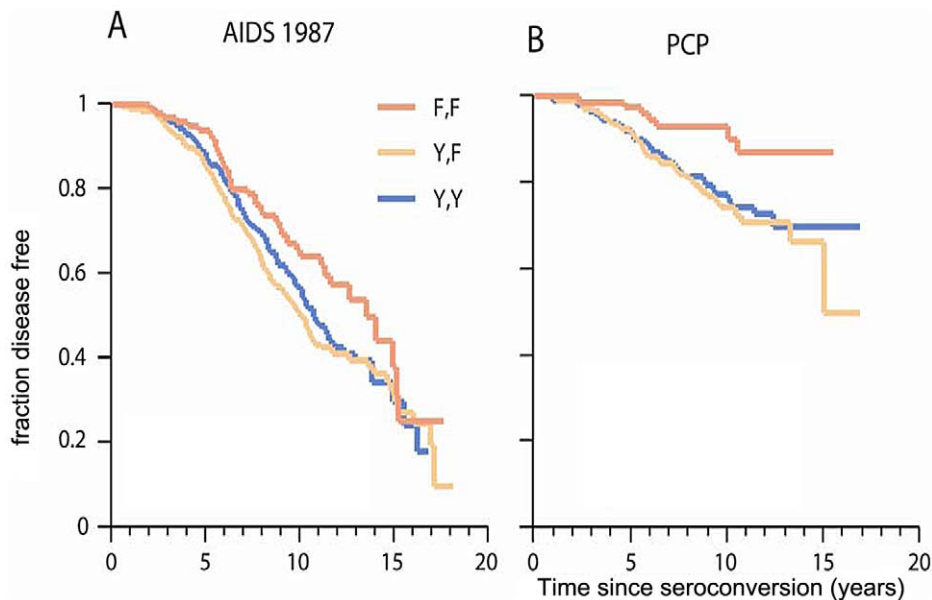 A
AIDS 1987
B
PCP
1
0.8
0.6
0.4
0.2
0
fraction disease free
F,F
Y,F
Y,Y
0 5 10 15 20
0 5 10 15 20
Time since seroconversion (years)